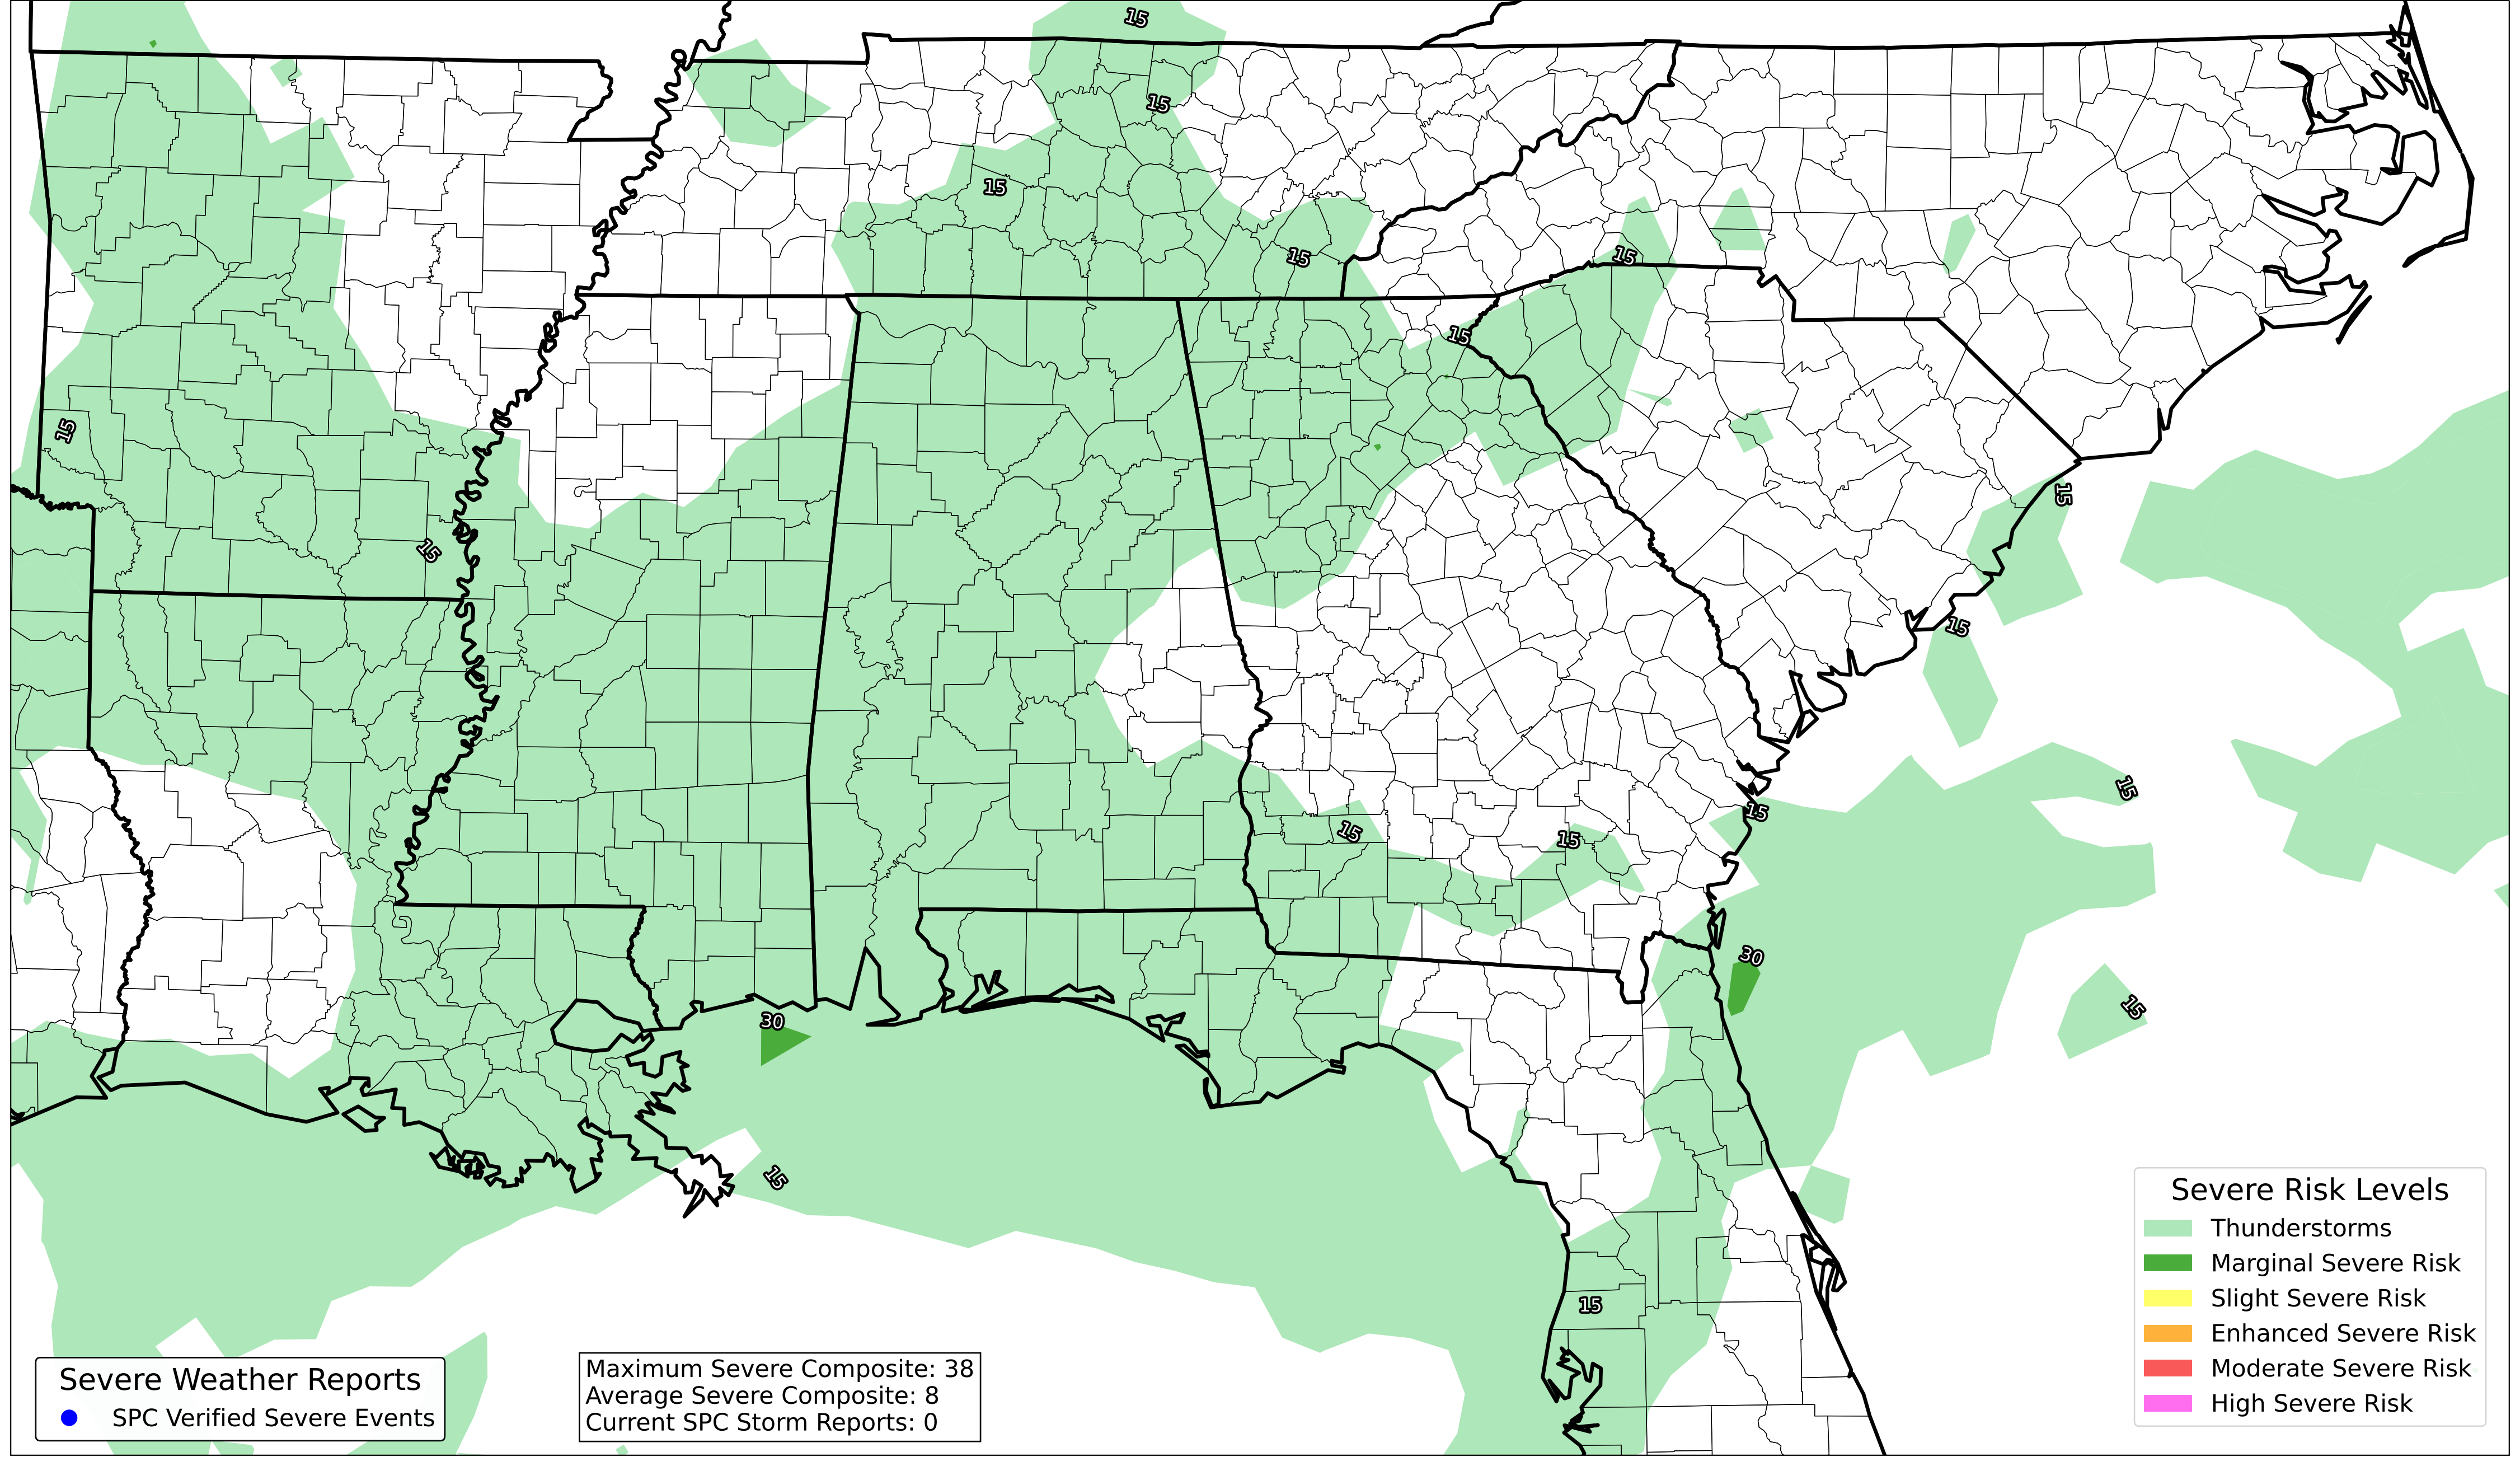 15
15
15
15
15
15
15
15
15
15
15
15
15
15
30
15
30
15
15
Severe Risk Levels
Thunderstorms
Marginal Severe Risk
Slight Severe Risk
Enhanced Severe Risk
Moderate Severe Risk
High Severe Risk
15
Severe Weather Reports
SPC Verified Severe Events
Maximum Severe Composite: 38
Average Severe Composite: 8
Current SPC Storm Reports: 0